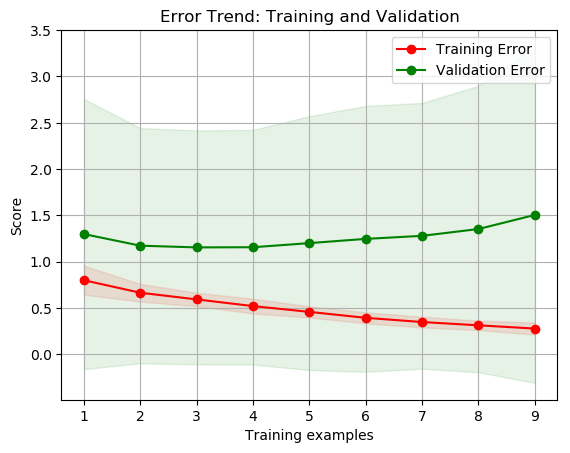 Error Trend: Training and Validation
Training Error
Validation Error
Score
3.5
3.0
2.5
2.0
1.5
1.0
0.5
0.0
1 2 3 4 5 6 7 8 9
Training examples